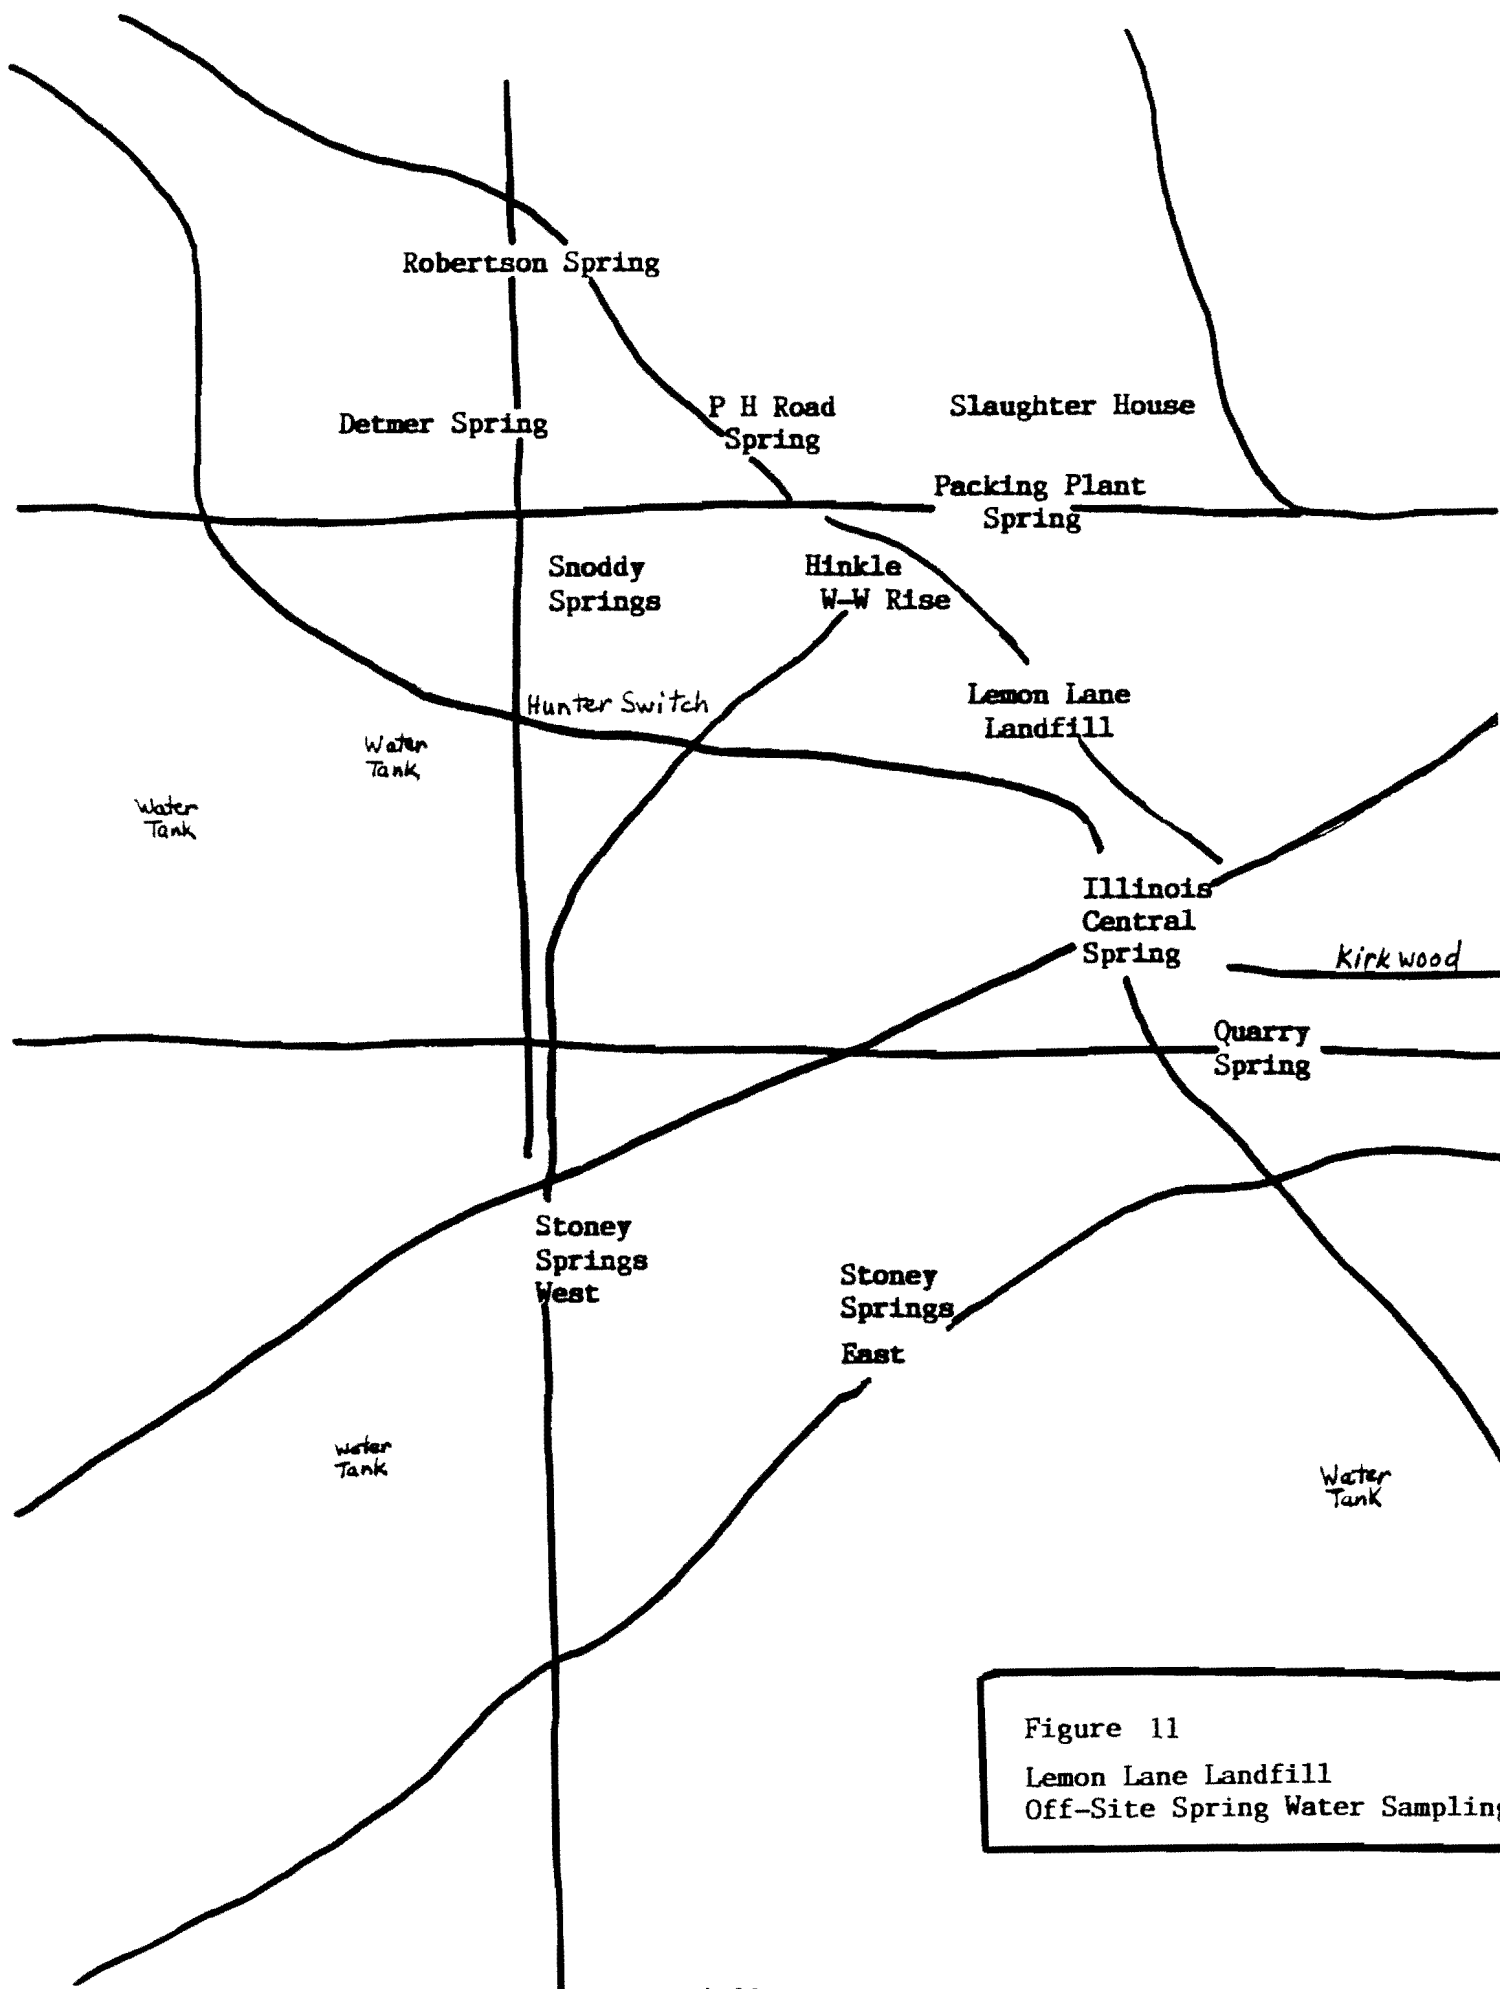 Robertson Spring
P H Road
Spring
Slaughter House
Detmer Spring
Packing Plant
Spring
Snoddy
Springs
Hinkle
W-W Rise
Lemon Lane
Landfill
Hunter Switch
Water
Tank
Water
Tank
Illinois
Central
Spring
Kirkwood
Quarry
Spring
Stoney
Springs
West
Stoney
Springs
East
Water
Tank
Water
Tank
Figure 11
Lemon Lane Landfill
Off-Site Spring Water Sampling